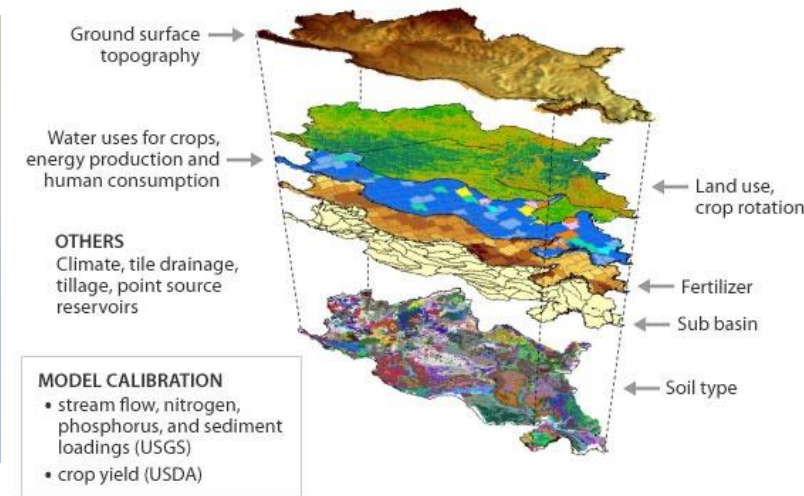 Ground surface
topography
Water uses for crops,
energy production and
human consumption
Land use,
crop rotation
OTHERS
Climate, tile drainage,
tillage, point source
reservoirs
Fertilizer
Sub basin
Soil type
MODEL CALIBRATION
• stream flow, nitrogen,
phosphorus, and sediment
loadings (USGS)
• crop yield (USDA)